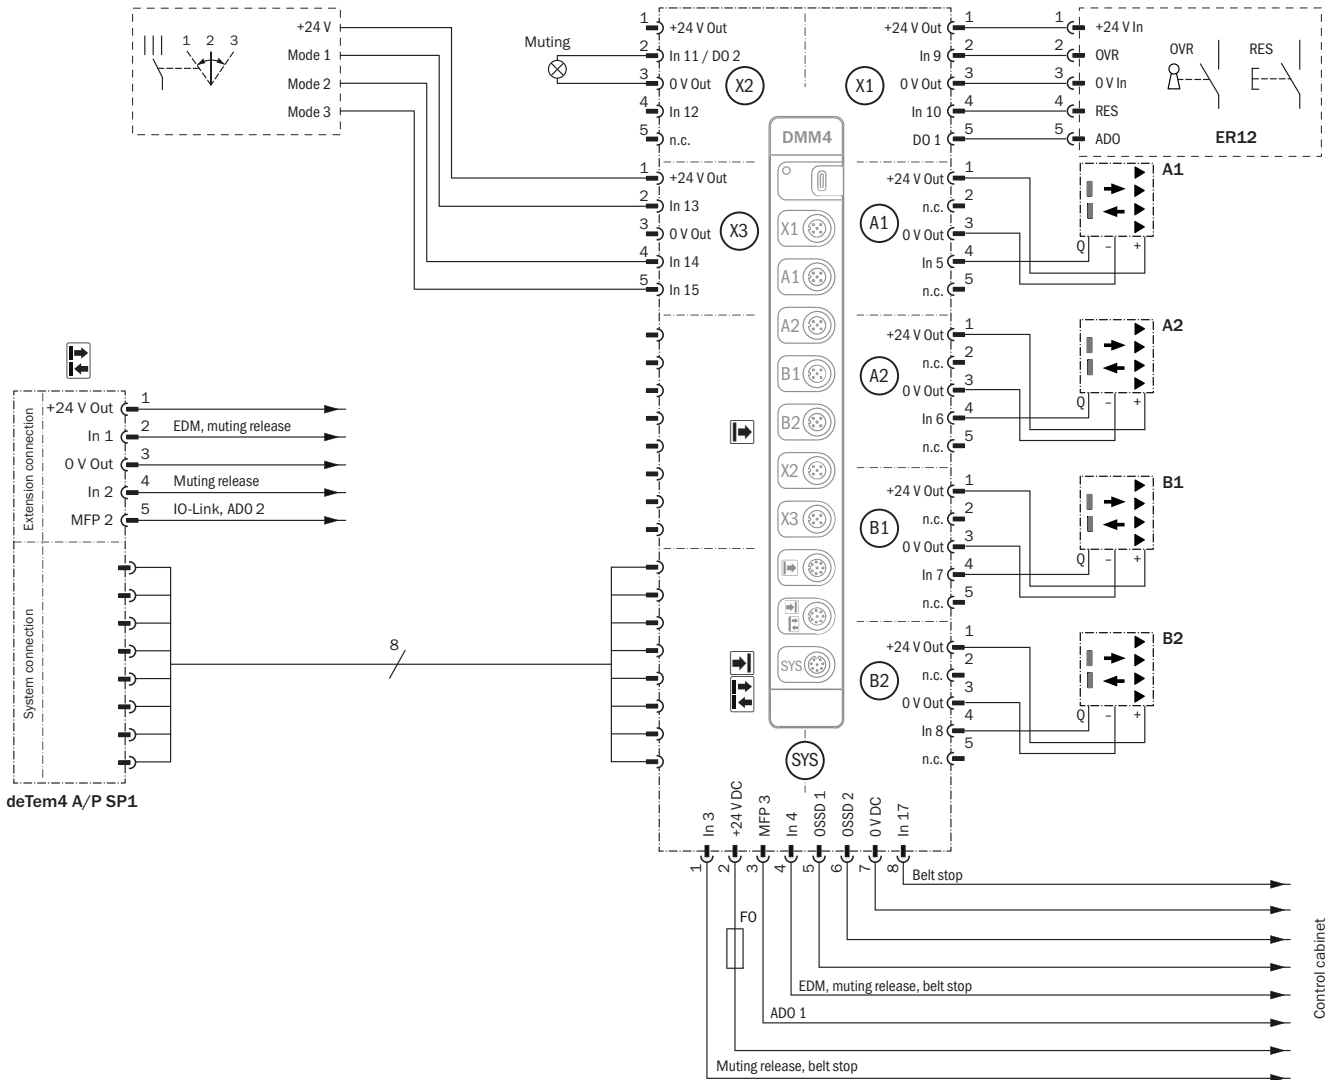 +24 V
Mode 1
Mode 2
Mode 3
1 2 3
Muting
1 +24 V Out
2 In 11 / DO 2
3 0 V Out
4 In 12
5 n.c.
X2
1 +24 V Out
2 In 13
3 0 V Out
4 In 14
5 In 15
X3
X1
+24 V Out 1
In 9 2
0 V Out 3
In 10 4
DO 1 5
1 +24 V In
2 OVR
3 0 V In
4 RES
5 ADO
OVR
RES
ER12
DMM4
X1
A1
A2
B1
B2
X2
X3
SYS
A1
+24 V Out 1
n.c. 2
0 V Out 3
In 5 4
n.c. 5
A1
Q – +
A2
+24 V Out 1
n.c. 2
0 V Out 3
In 6 4
n.c. 5
A2
Q – +
B1
+24 V Out 1
n.c. 2
0 V Out 3
In 7 4
n.c. 5
B1
Q – +
B2
+24 V Out 1
n.c. 2
0 V Out 3
In 8 4
n.c. 5
B2
Q – +
Extension connection
+24 V Out 1
In 1 2 EDM, muting release
0 V Out 3
In 2 4 Muting release
MFP 2 5 IO-Link, ADO 2
System connection
8
deTem4 A/P SP1
SYS
In 3 1
+24 V DC 2
MFP 3 3
In 4 4
OSSD 1 5
OSSD 2 6
0 V DC 7
In 17 8
Belt stop
F0
EDM, muting release, belt stop
ADO 1
Muting release, belt stop
Control cabinet